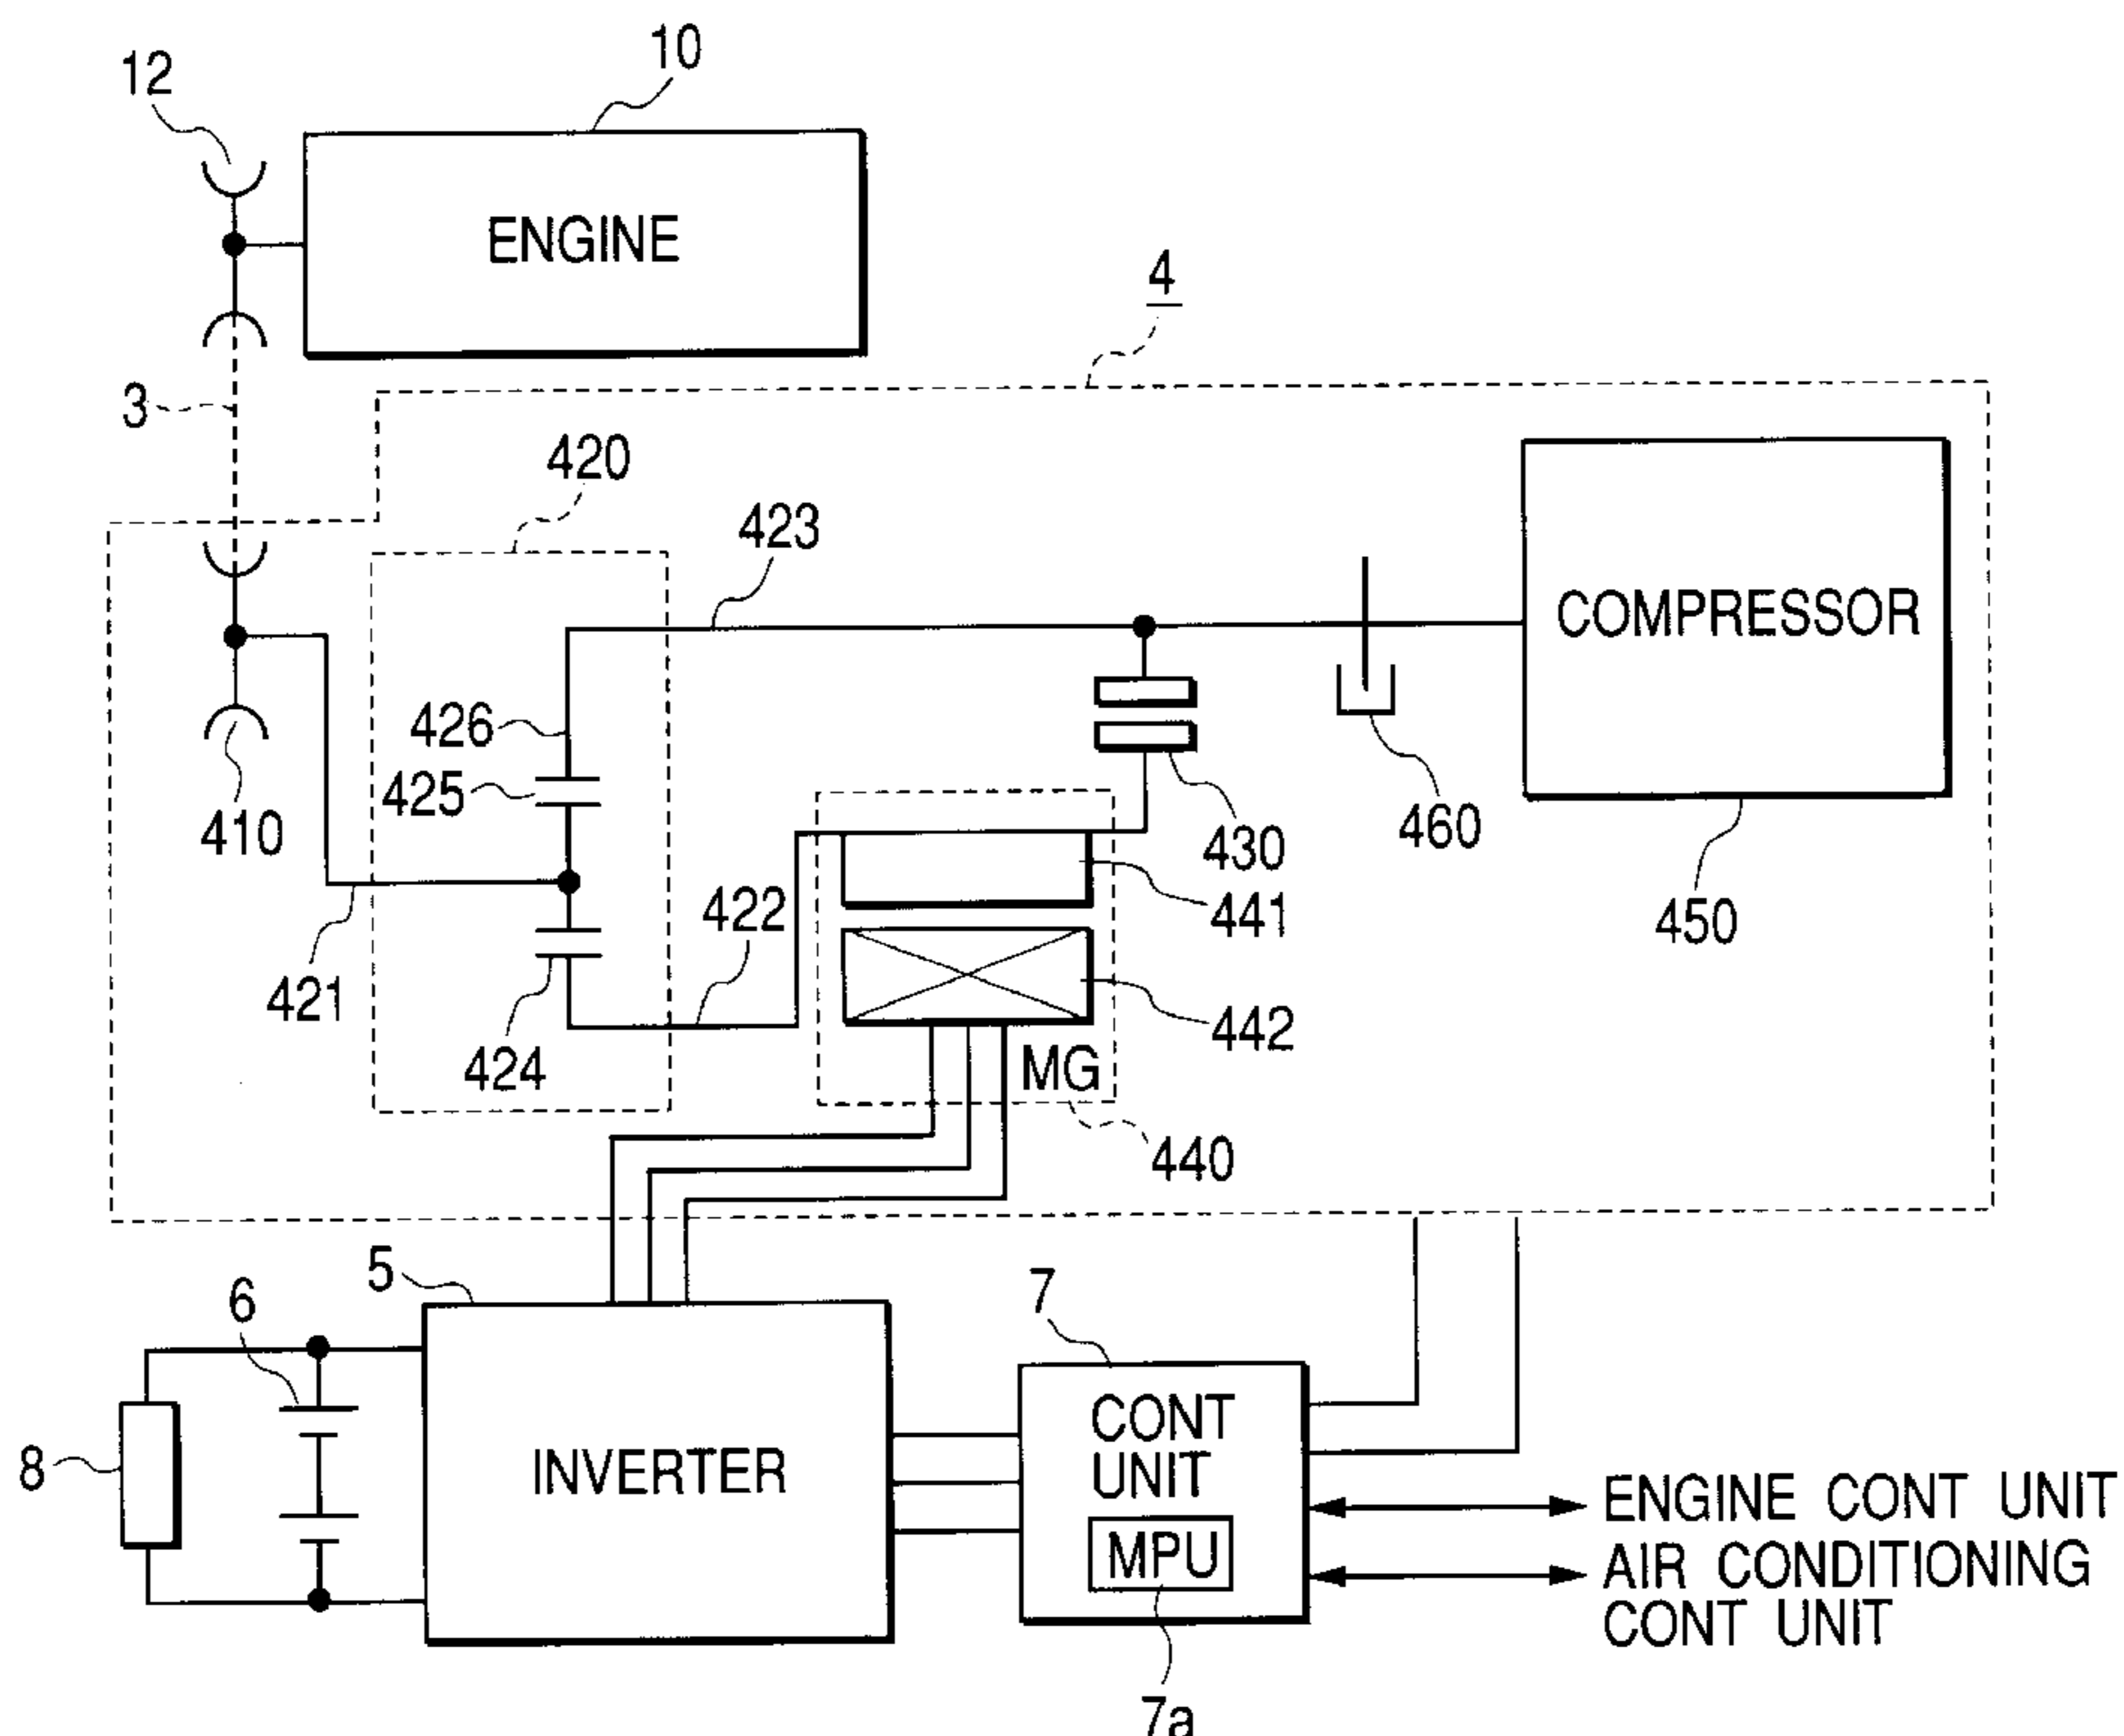 10
12
ENGINE
4
3
420
423
COMPRESSOR
426
425
410
430
460
441
422
450
421
442
424
MG
440
5
6
7
CONT
UNIT
8
INVERTER
ENGINE CONT UNIT
MPU
AIR CONDITIONING
CONT UNIT
7a